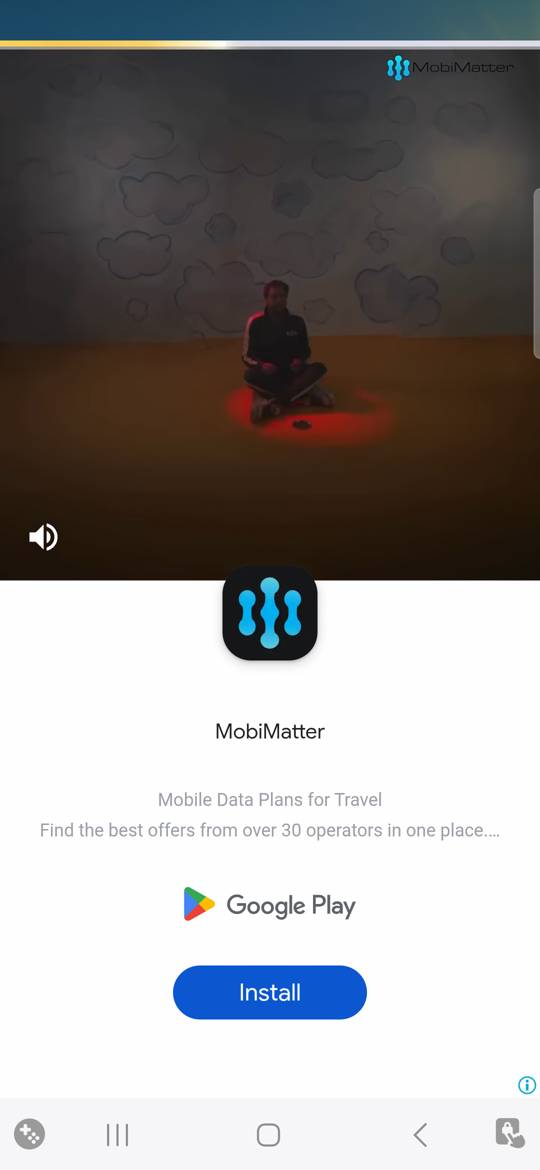 MobiMatter
MobiMatter
Mobile Data Plans for Travel
Find the best offers from over 30 operators in one place....
Google Play
Install